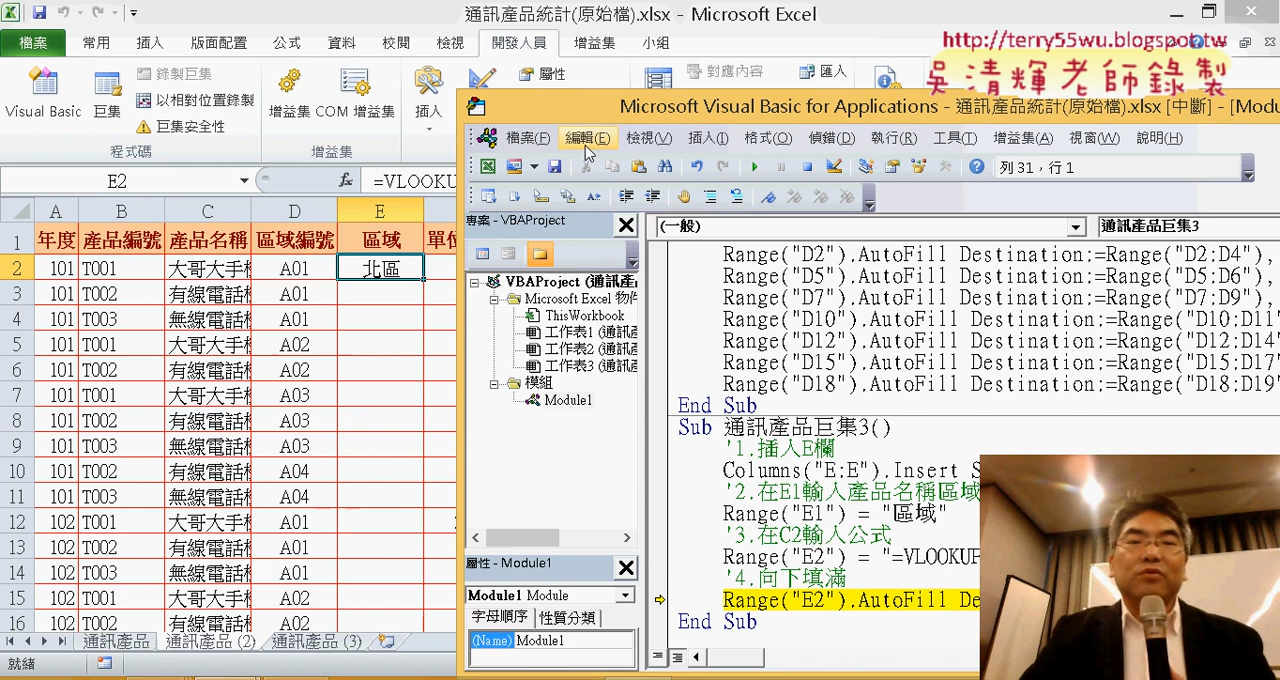 通訊產品統計(原始檔).xlsx - Microsoft Excel
檔案 常用 插入 版面配置 公式 資料 校閱 檢視 開發人員 增益集 小組
http://terry55wu.blogspot.tw
吳清輝老師錄製
Visual Basic 巨集 錄製巨集 以相對位置錄製 巨集安全性
增益集 COM 增益集 插入 屬性 對應內容 匯入
程式碼 增益集
E2 fx =VLOOKU
A B C D E
1 年度 產品編號 產品名稱 區域編號 區域 單位
2 101 T001 大哥大手機 A01 北區
3 101 T002 有線電話機 A01
4 101 T003 無線電話機 A01
5 101 T001 大哥大手機 A02
6 101 T002 有線電話機 A02
7 101 T001 大哥大手機 A03
8 101 T002 有線電話機 A03
9 101 T003 無線電話機 A03
10 101 T002 有線電話機 A04
11 101 T003 無線電話機 A04
12 102 T001 大哥大手機 A01
13 102 T002 有線電話機 A01
14 102 T003 無線電話機 A01
15 102 T001 大哥大手機 A02
16 102 T002 有線電話機 A02
通訊產品 通訊產品 (2) 通訊產品 (3)
就緒
Microsoft Visual Basic for Applications - 通訊產品統計(原始檔).xlsx [中斷] - [Modu
檔案(F) 編輯(E) 檢視(V) 插入(I) 格式(O) 偵錯(D) 執行(R) 工具(T) 增益集(A) 視窗(W) 說明(H)
列 31, 行 1
專案 - VBAProject
VBAProject (通訊產
Microsoft Excel 物件
ThisWorkbook
工作表1 (通訊產
工作表2 (通訊產
工作表3 (通訊產
模組
Module1
屬性 - Module1
Module1 Module
字母順序 性質分類
(Name) Module1
(一般) 通訊產品巨集3
Range("D2").AutoFill Destination:=Range("D2:D4"),
Range("D5").AutoFill Destination:=Range("D5:D6"),
Range("D7").AutoFill Destination:=Range("D7:D9"),
Range("D10").AutoFill Destination:=Range("D10:D11"
Range("D12").AutoFill Destination:=Range("D12:D14"
Range("D15").AutoFill Destination:=Range("D15:D17"
Range("D18").AutoFill Destination:=Range("D18:D19"
End Sub
Sub 通訊產品巨集3()
'1.插入E欄
Columns("E:E").Insert S
'2.在E1輸入產品名稱區域
Range("E1") = "區域"
'3.在C2輸入公式
Range("E2") = "=VLOOKUP
'4.向下填滿
Range("E2").AutoFill De
End Sub